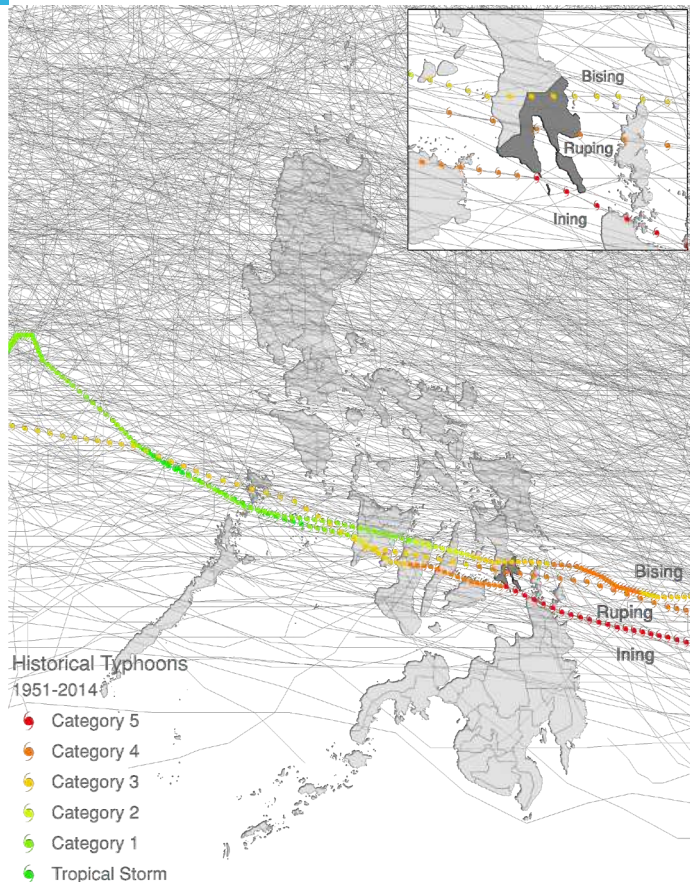 Bising
Ruping
Ining
Bising
Ruping
Ining
Historical Typhoons
1951-2014
Category 5
Category 4
Category 3
Category 2
Category 1
Tropical Storm